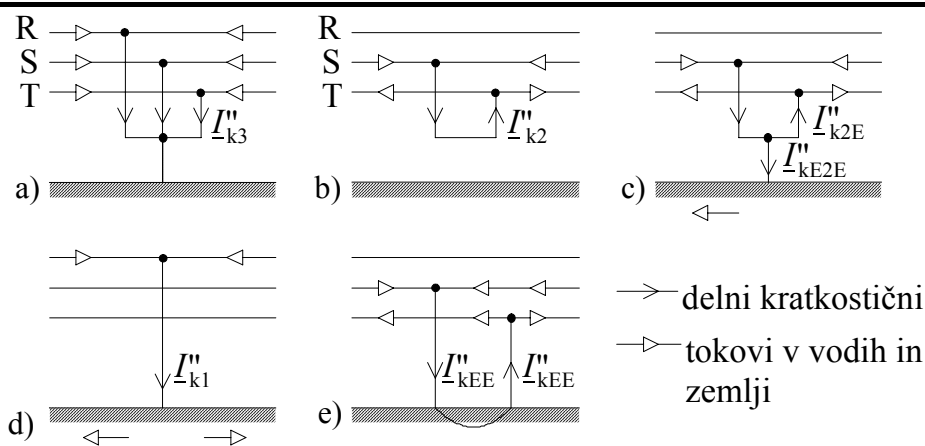 R
S
T
I"k3
a)
R
S
T
I"k2
b)
I"k2E
I"kE2E
c)
I"k1
d)
I"kEE I"kEE
e)
delni kratkostični
tokovi v vodih in
zemlji